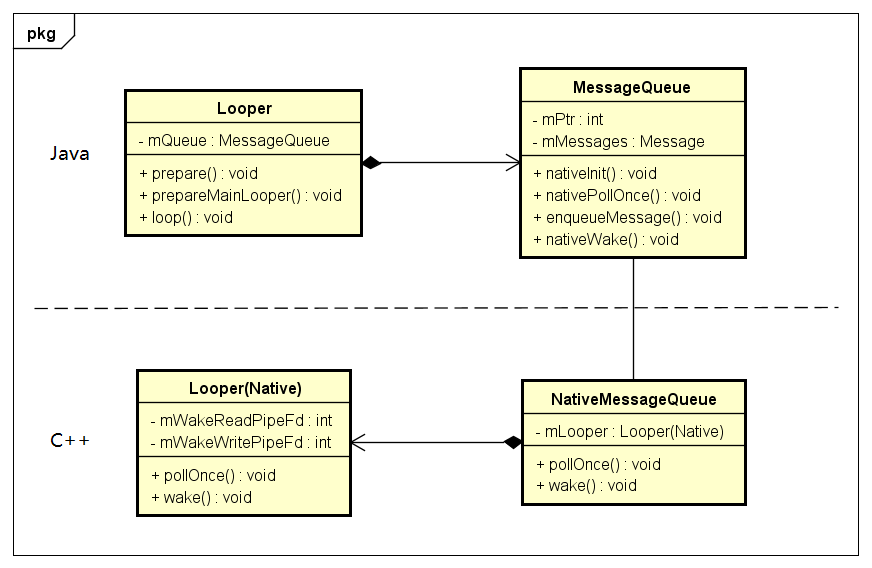 pkg
Java
Looper
- mQueue : MessageQueue
+ prepare() : void
+ prepareMainLooper() : void
+ loop() : void
MessageQueue
- mPtr : int
- mMessages : Message
+ nativeInit() : void
+ nativePollOnce() : void
+ enqueueMessage() : void
+ nativeWake() : void
C++
Looper(Native)
- mWakeReadPipeFd : int
- mWakeWritePipeFd : int
+ pollOnce() : void
+ wake() : void
NativeMessageQueue
- mLooper : Looper(Native)
+ pollOnce() : void
+ wake() : void